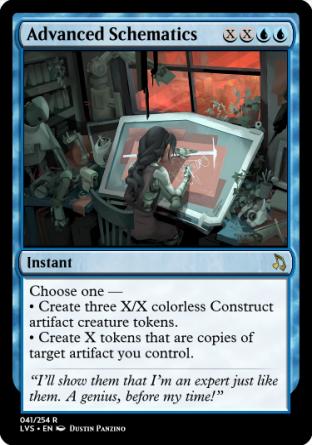 Advanced Schematics X X
Instant
Choose one —
• Create three X/X colorless Construct
artifact creature tokens.
• Create X tokens that are copies of
target artifact you control.
“I’ll show them that I’m an expert just like
them. A genius, before my time!”
041/254 R
LVS • EN Dustin Panzino